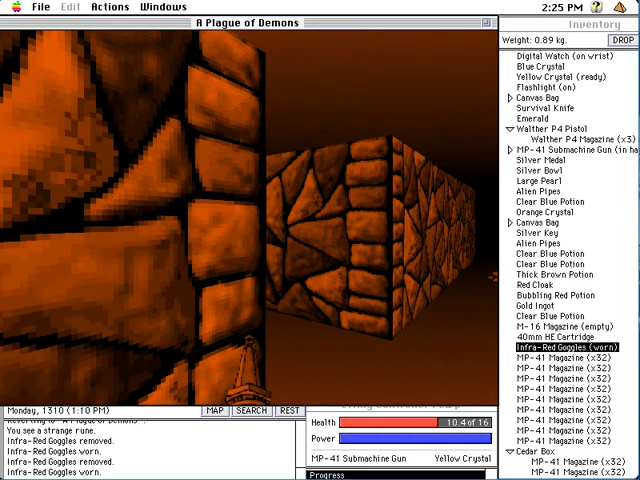 File Edit Actions Windows 2:25 PM
A Plague of Demons
Inventory
Weight: 0.89 kg. DROP
Digital Watch (on wrist)
Blue Crystal
Yellow Crystal (ready)
Flashlight (on)
Canvas Bag
Survival Knife
Emerald
Walther P4 Pistol
Walther P4 Magazine (x3)
MP-41 Submachine Gun (in ha
Silver Medal
Silver Bowl
Large Pearl
Alien Pipes
Clear Blue Potion
Orange Crystal
Canvas Bag
Silver Key
Alien Pipes
Clear Blue Potion
Clear Blue Potion
Thick Brown Potion
Red Cloak
Bubbling Red Potion
Gold Ingot
Clear Blue Potion
M-16 Magazine (empty)
40mm HE Cartridge
Infra-Red Goggles (worn)
MP-41 Magazine (x32)
MP-41 Magazine (x32)
MP-41 Magazine (x32)
MP-41 Magazine (x32)
MP-41 Magazine (x32)
MP-41 Magazine (x32)
MP-41 Magazine (x32)
MP-41 Magazine (x32)
MP-41 Magazine (x32)
Cedar Box
MP-41 Magazine (x32)
MP-41 Magazine (x32)
Monday, 1310 (1:10 PM) MAP SEARCH REST
Reverting to "A Plague of Demons".
You see a strange rune.
Infra-Red Goggles removed.
Infra-Red Goggles worn.
Infra-Red Goggles removed.
Infra-Red Goggles worn.
Health 10.4 of 16
Power
MP-41 Submachine Gun Yellow Crystal
Progress